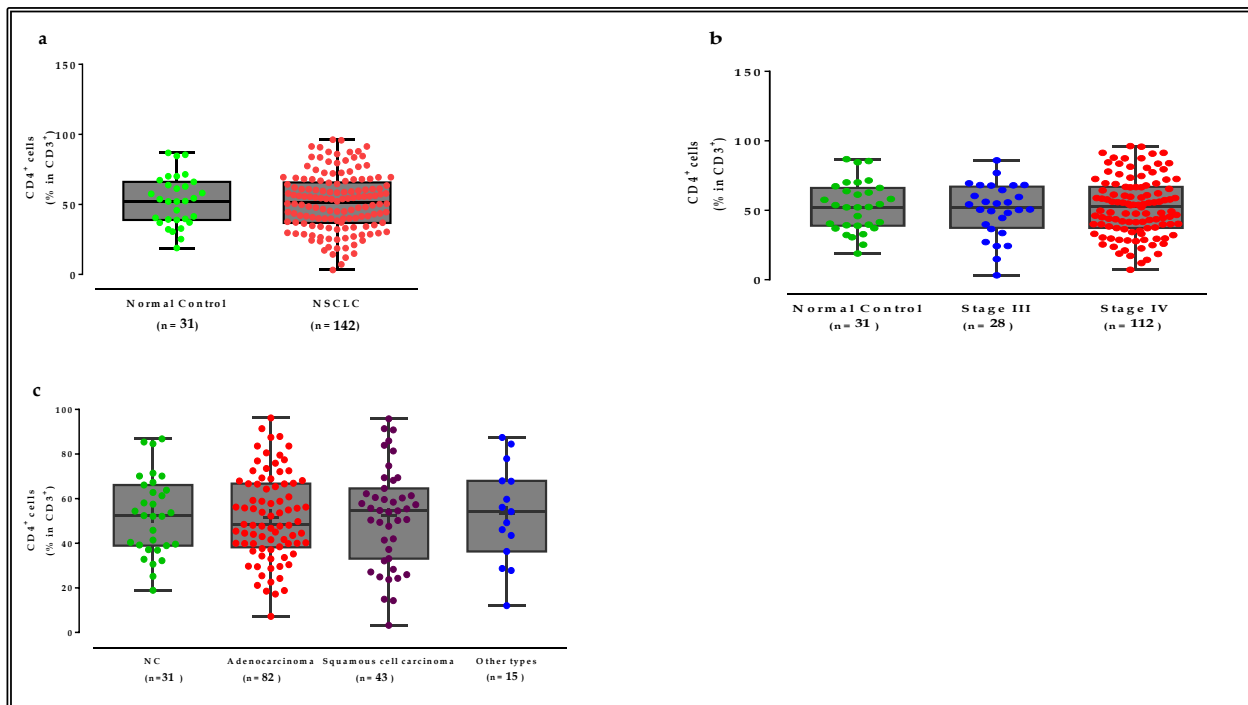 a
150
100
50
0
CD4+ cells
(% in CD3+)
Normal Control
NSCLC
(n= 31)
(n=142)
b
150
100
50
0
CD4+ cells
(% in CD3+)
Normal Control
Stage III
Stage IV
(n= 31 )
(n= 28 )
(n= 112)
c
100
80
60
40
20
0
CD4+ cells
(% in CD3+)
NC
Adenocarcinoma
Squamous cell carcinoma
Other types
(n=31 )
(n= 82 )
(n= 43 )
(n= 15 )